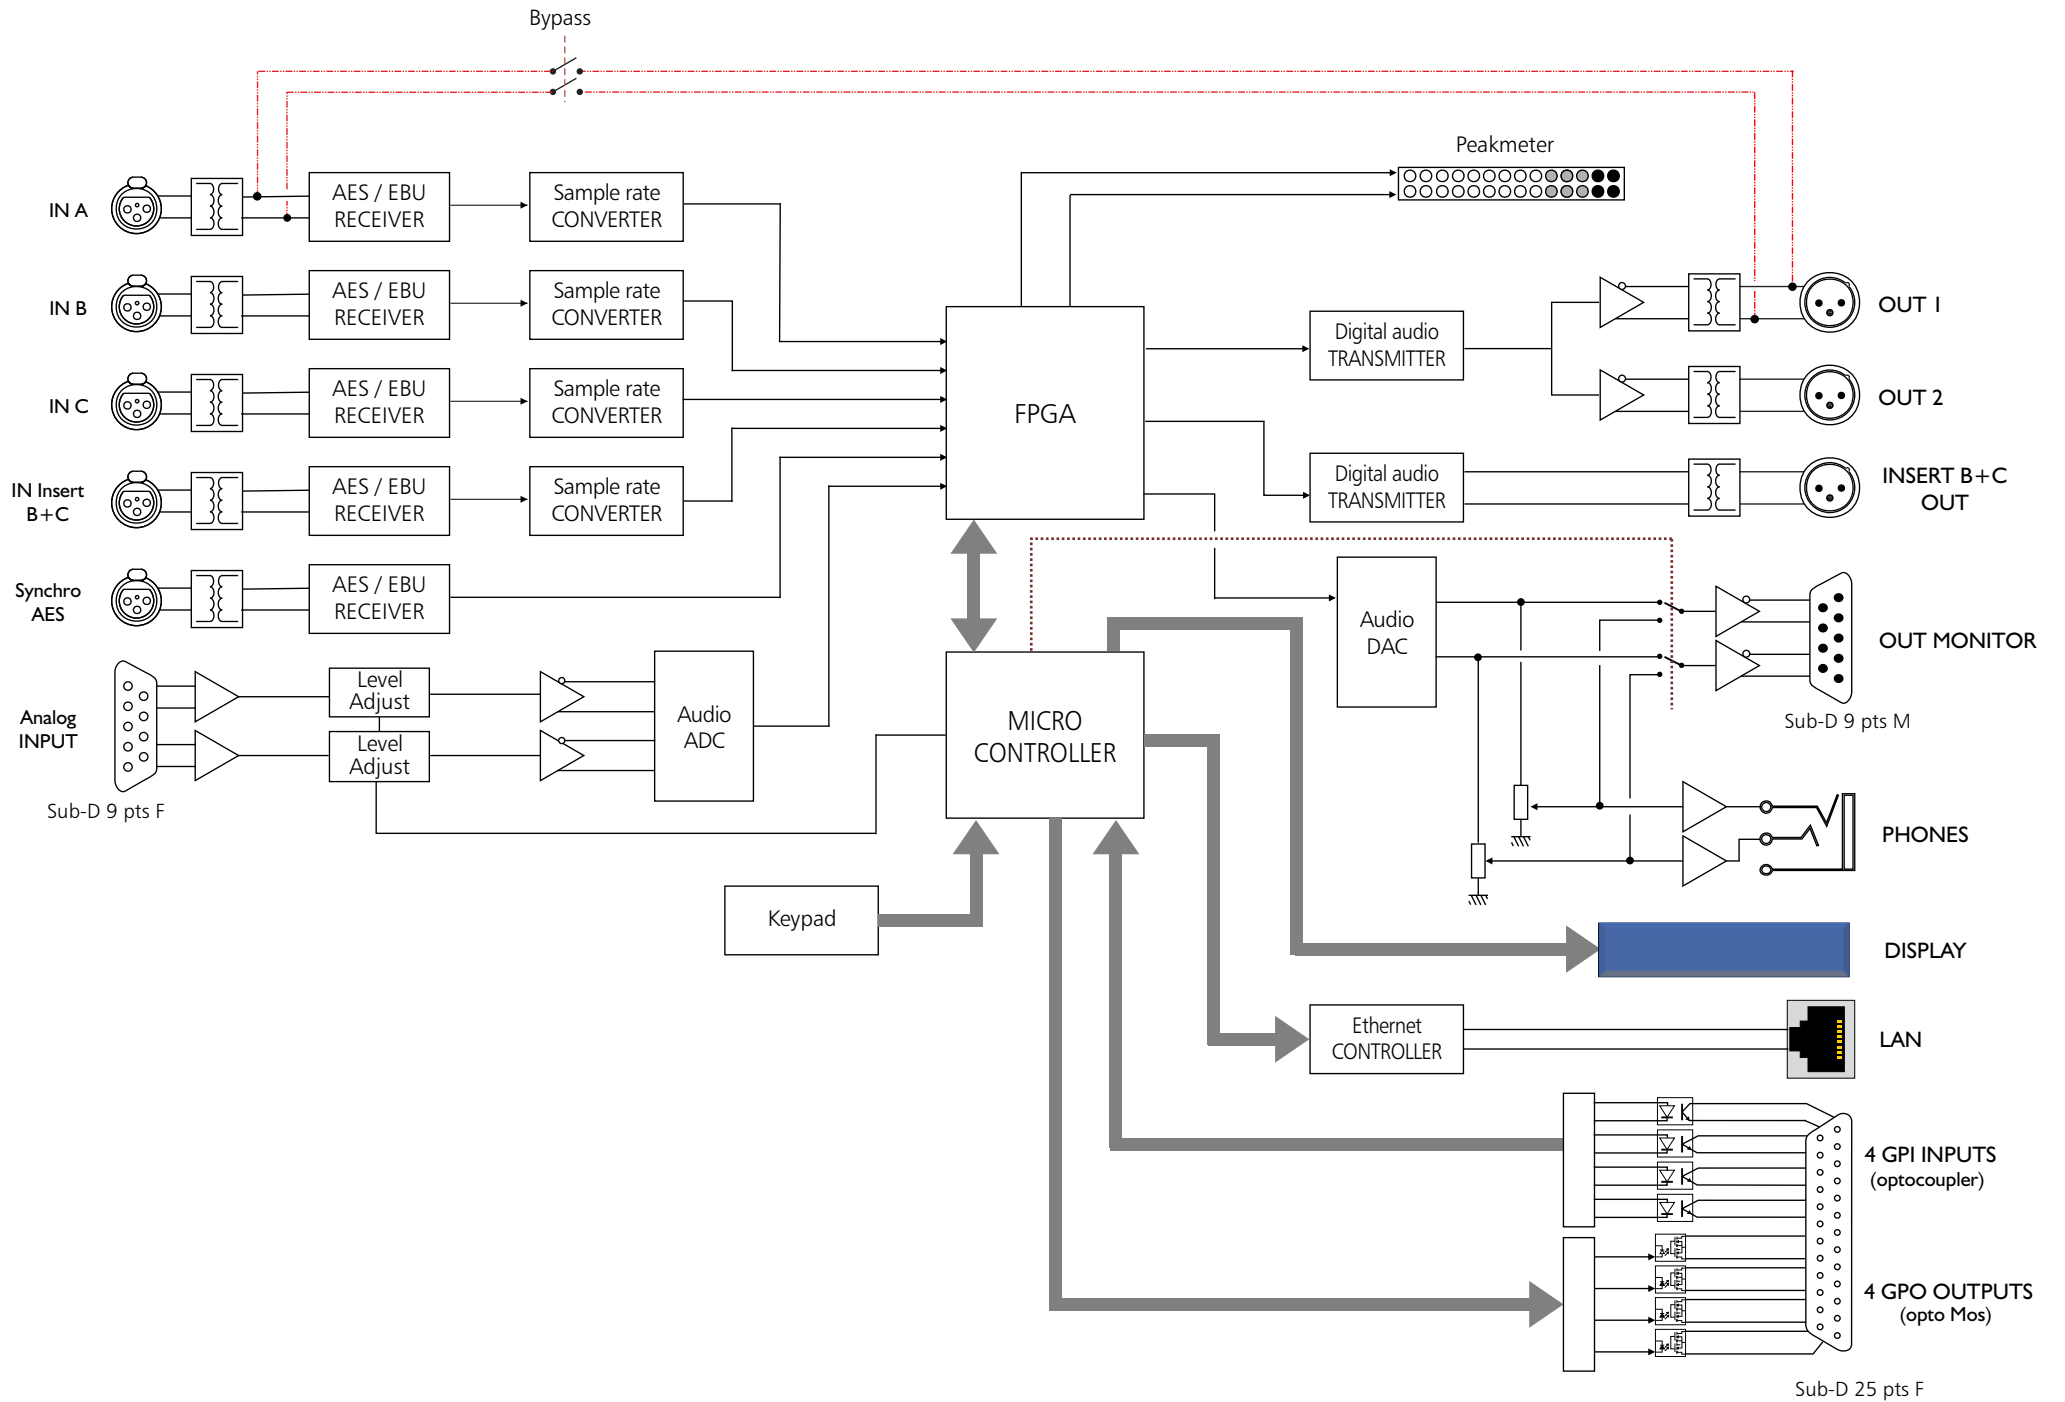 Bypass
Peakmeter
IN A
AES / EBU
RECEIVER
Sample rate
CONVERTER
IN B
AES / EBU
RECEIVER
Sample rate
CONVERTER
IN C
AES / EBU
RECEIVER
Sample rate
CONVERTER
IN Insert
B+C
AES / EBU
RECEIVER
Sample rate
CONVERTER
Synchro
AES
AES / EBU
RECEIVER
Analog
INPUT
Sub-D 9 pts F
Level
Adjust
Level
Adjust
Audio
ADC
FPGA
MICRO
CONTROLLER
Keypad
Digital audio
TRANSMITTER
OUT 1
OUT 2
Digital audio
TRANSMITTER
INSERT B+C
OUT
Audio
DAC
OUT MONITOR
Sub-D 9 pts M
PHONES
DISPLAY
Ethernet
CONTROLLER
LAN
4 GPI INPUTS
(optocoupler)
4 GPO OUTPUTS
(opto Mos)
Sub-D 25 pts F